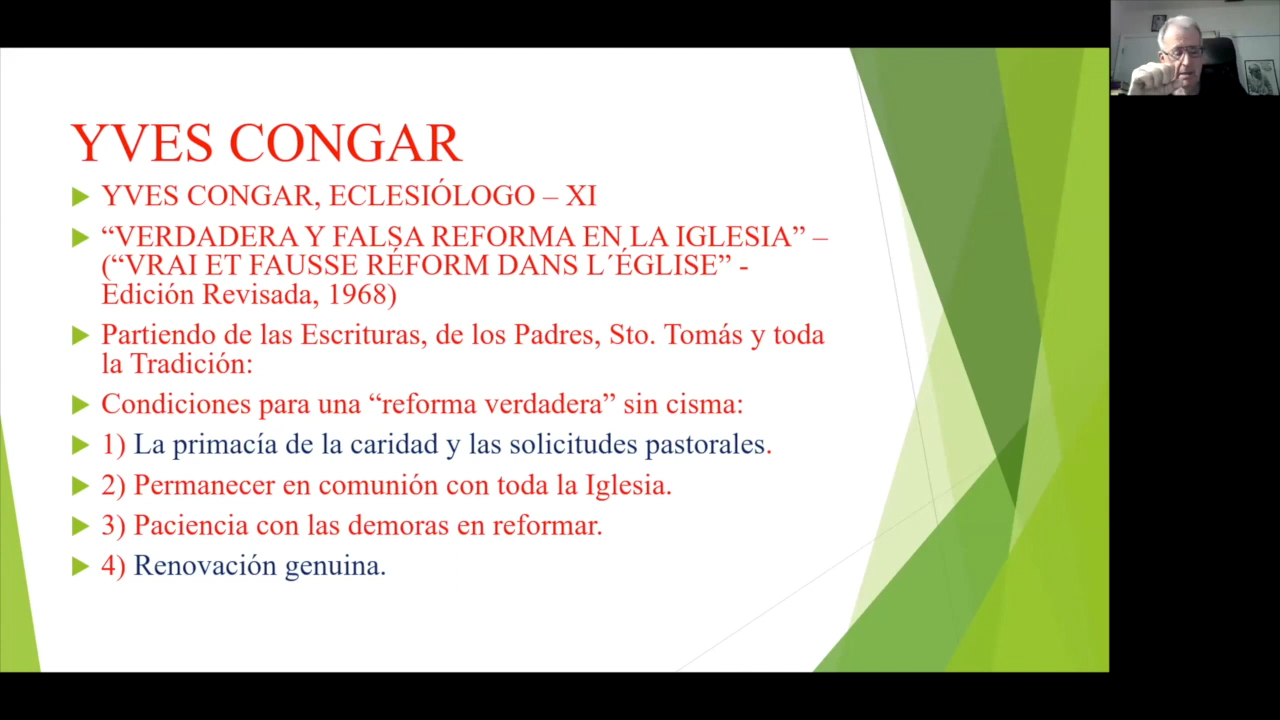 YVES CONGAR
YVES CONGAR, ECLESIÓLOGO – XI
“VERDADERA Y FALSA REFORMA EN LA IGLESIA” –
(“VRAI ET FAUSSE RÉFORM DANS L´ÉGLISE” -
Edición Revisada, 1968)
Partiendo de las Escrituras, de los Padres, Sto. Tomás y toda
la Tradición:
Condiciones para una “reforma verdadera” sin cisma:
1) La primacía de la caridad y las solicitudes pastorales.
2) Permanecer en comunión con toda la Iglesia.
3) Paciencia con las demoras en reformar.
4) Renovación genuina.